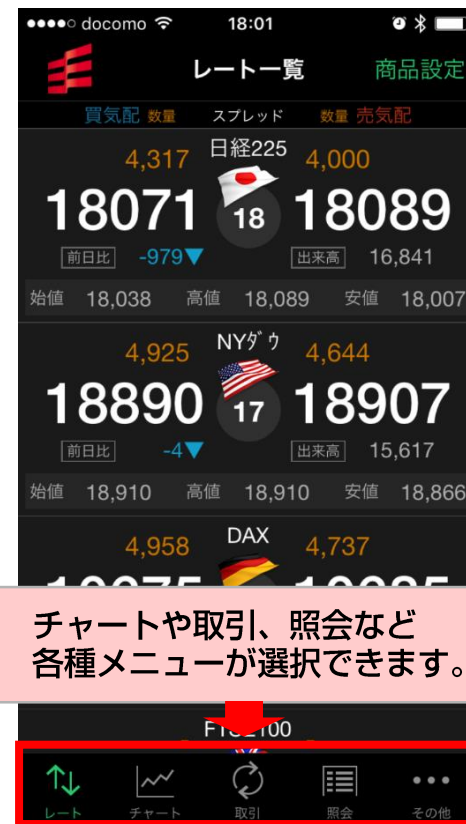 docomo 18:01
レート一覧 商品設定
買気配 数量 スプレッド 数量 売気配
4,317 日経225 4,000
18071 18 18089
前日比 -979▼ 出来高 16,841
始値 18,038 高値 18,089 安値 18,007
4,925 NYダウ 4,644
18890 17 18907
前日比 -4▼ 出来高 15,617
始値 18,910 高値 18,910 安値 18,866
4,958 DAX 4,737
チャートや取引、照会など
各種メニューが選択できます。
レート チャート 取引 照会 その他